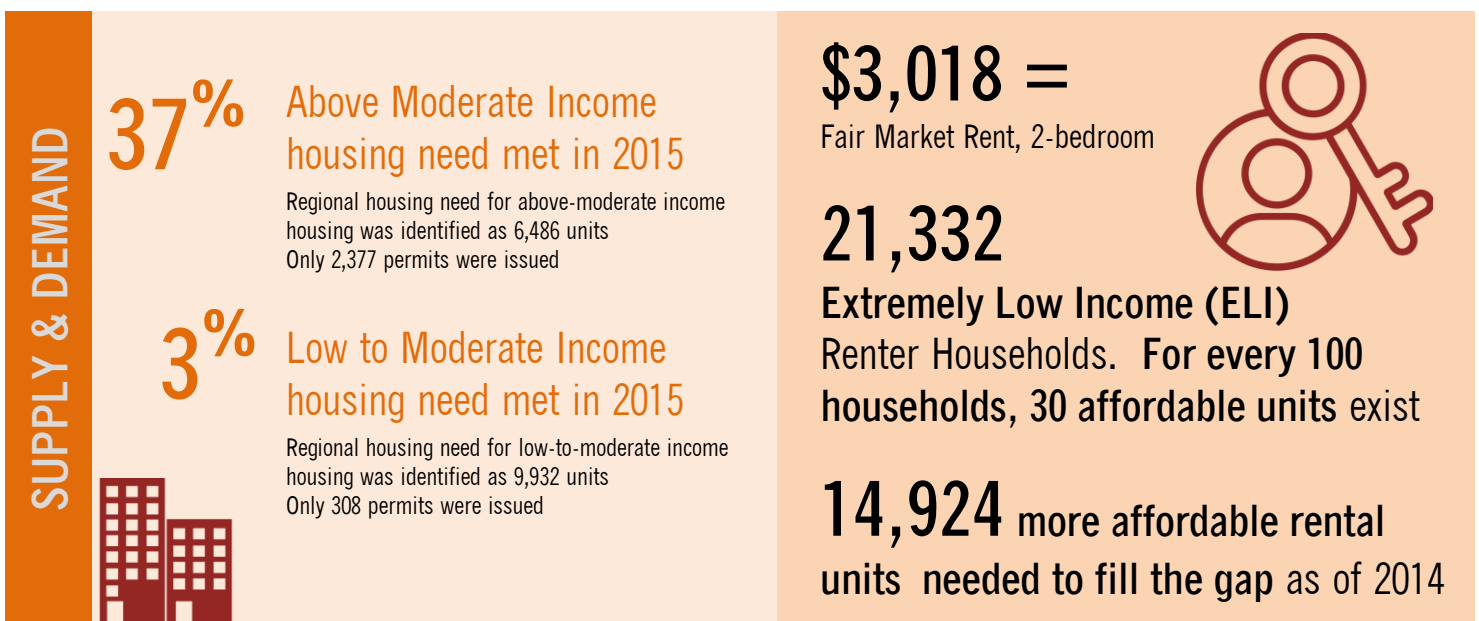 SUPPLY & DEMAND
37%
Above Moderate Income
housing need met in 2015
Regional housing need for above-moderate income
housing was identified as 6,486 units
Only 2,377 permits were issued
3%
Low to Moderate Income
housing need met in 2015
Regional housing need for low-to-moderate income
housing was identified as 9,932 units
Only 308 permits were issued
$3,018 =
Fair Market Rent, 2-bedroom
21,332
Extremely Low Income (ELI)
Renter Households. For every 100
households, 30 affordable units exist
14,924 more affordable rental
units needed to fill the gap as of 2014